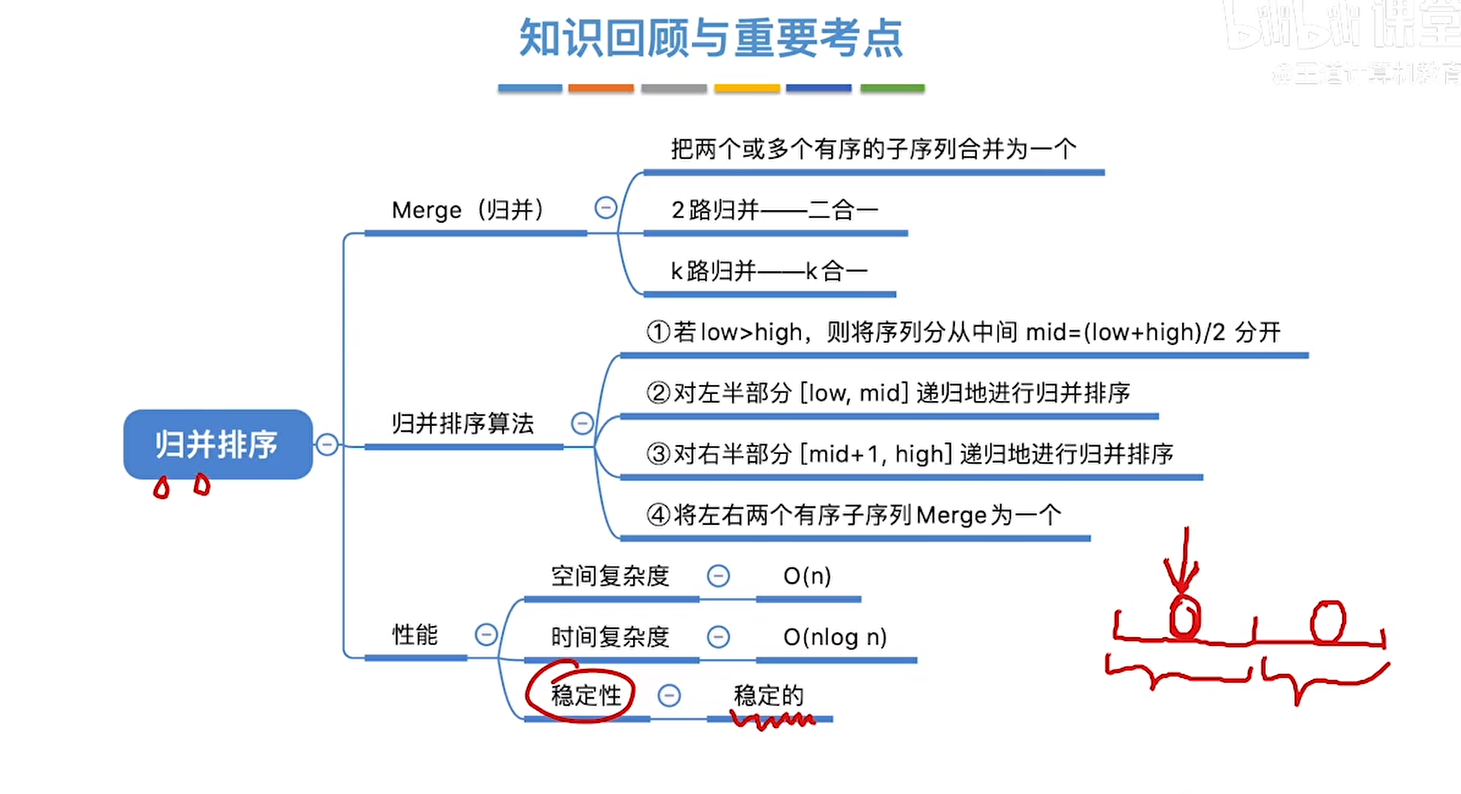 知识回顾与重要考点
bilibili 课堂
@王道计算机教育
把两个或多个有序的子序列合并为一个
Merge（归并）
2路归并——二合一
k路归并——k合一
①若low>high，则将序列分从中间 mid=(low+high)/2 分开
②对左半部分 [low, mid] 递归地进行归并排序
归并排序算法
归并排序
③对右半部分 [mid+1, high] 递归地进行归并排序
④将左右两个有序子序列Merge为一个
空间复杂度
O(n)
性能
时间复杂度
O(nlog n)
稳定性
稳定的